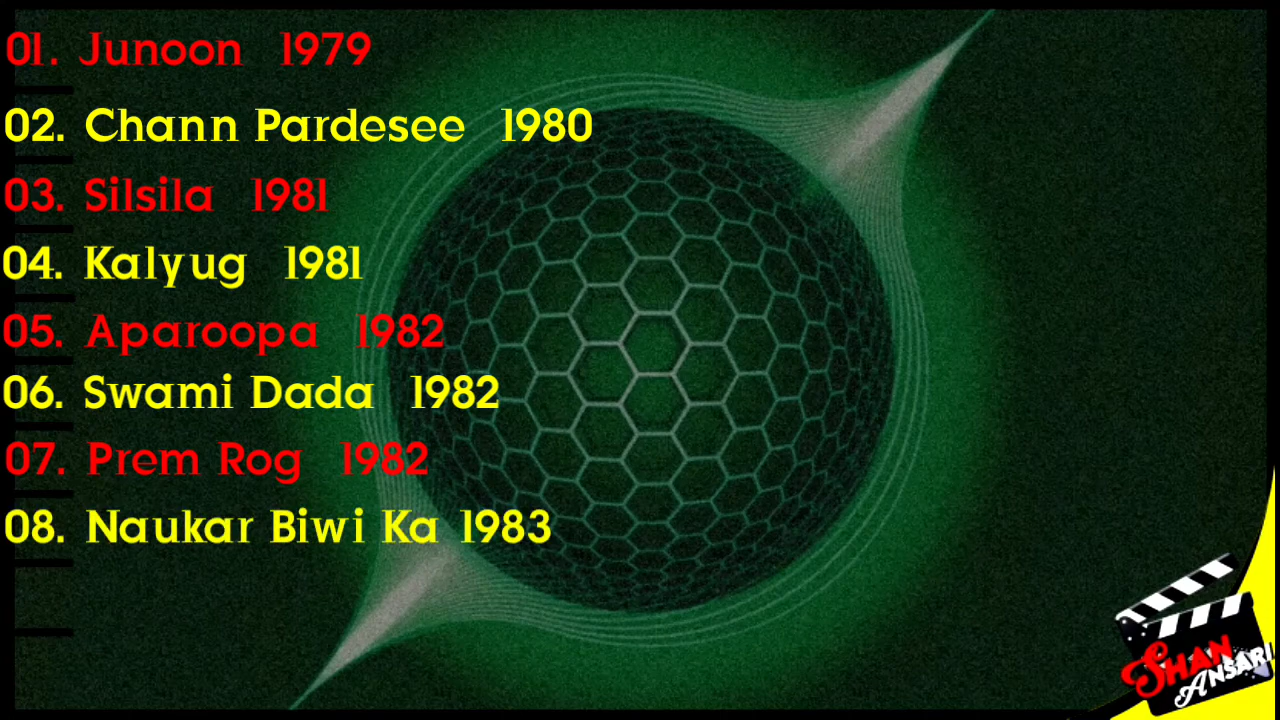 01. Junoon 1979
02. Chann Pardesee 1980
03. Silsila 1981
04. Kalyug 1981
05. Aparoopa 1982
06. Swami Dada 1982
07. Prem Rog 1982
08. Naukar Biwi Ka 1983
SHAN
ANSARI